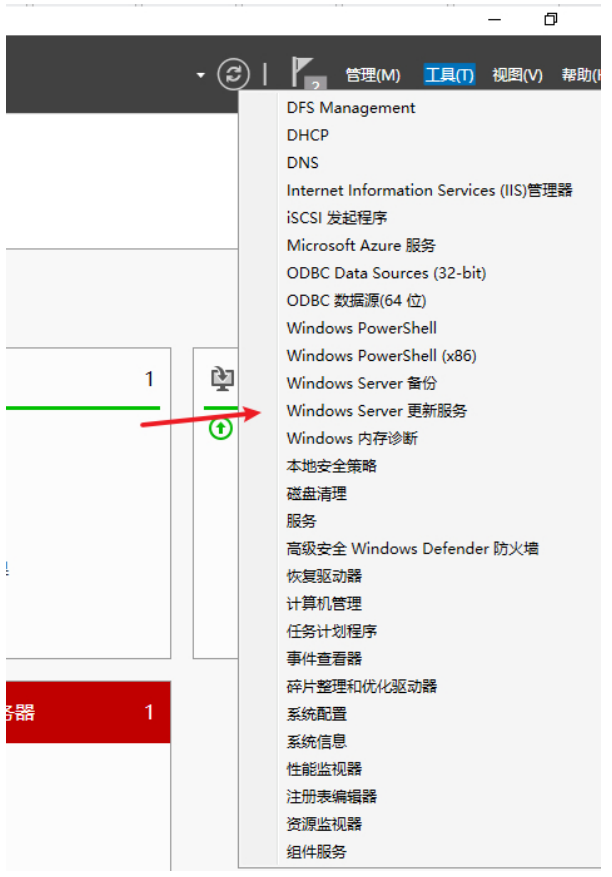 管理(M) 工具(T) 视图(V) 帮助(
DFS Management
DHCP
DNS
Internet Information Services (IIS)管理器
iSCSI 发起程序
Microsoft Azure 服务
ODBC Data Sources (32-bit)
ODBC 数据源(64 位)
Windows PowerShell
Windows PowerShell (x86)
1
Windows Server 备份
Windows Server 更新服务
Windows 内存诊断
本地安全策略
磁盘清理
服务
高级安全 Windows Defender 防火墙
恢复驱动器
计算机管理
任务计划程序
事件查看器
碎片整理和优化驱动器
系统配置
器 1
系统信息
性能监视器
注册表编辑器
资源监视器
组件服务